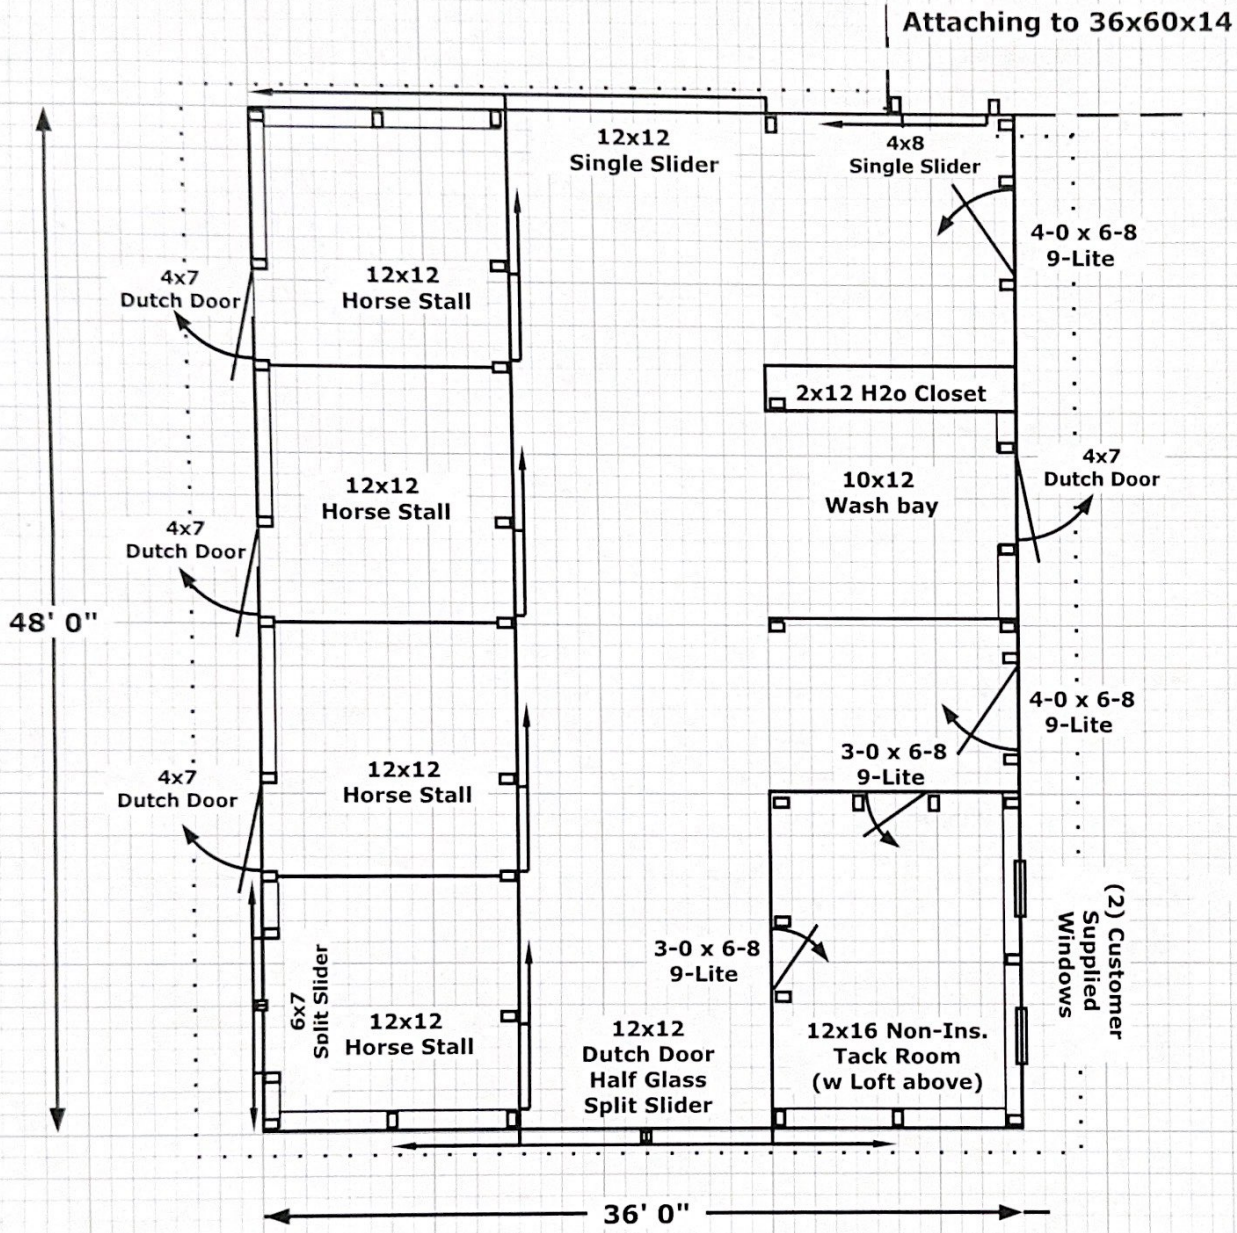 Attaching to 36x60x14
12x12
Single Slider
4x8
Single Slider
4-0 x 6-8
9-Lite
4x7
Dutch Door
12x12
Horse Stall
2x12 H2o Closet
4x7
Dutch Door
12x12
Horse Stall
10x12
Wash bay
4x7
Dutch Door
48' 0"
4-0 x 6-8
9-Lite
3-0 x 6-8
9-Lite
4x7
Dutch Door
12x12
Horse Stall
(2) Customer
Supplied
Windows
3-0 x 6-8
9-Lite
6x7
Split Slider
12x12
Horse Stall
12x12
Dutch Door
Half Glass
Split Slider
12x16 Non-Ins.
Tack Room
(w Loft above)
36' 0"